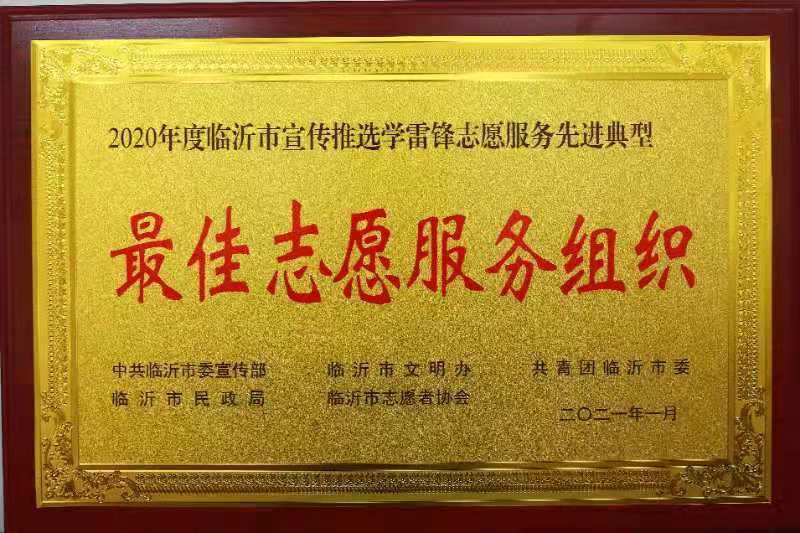 2020年度临沂市宣传推选学雷锋志愿服务先进典型
最佳志愿服务组织
中共临沂市委宣传部 临沂市文明办 共青团临沂市委
临沂市民政局 临沂市志愿者协会 二〇二一年一月